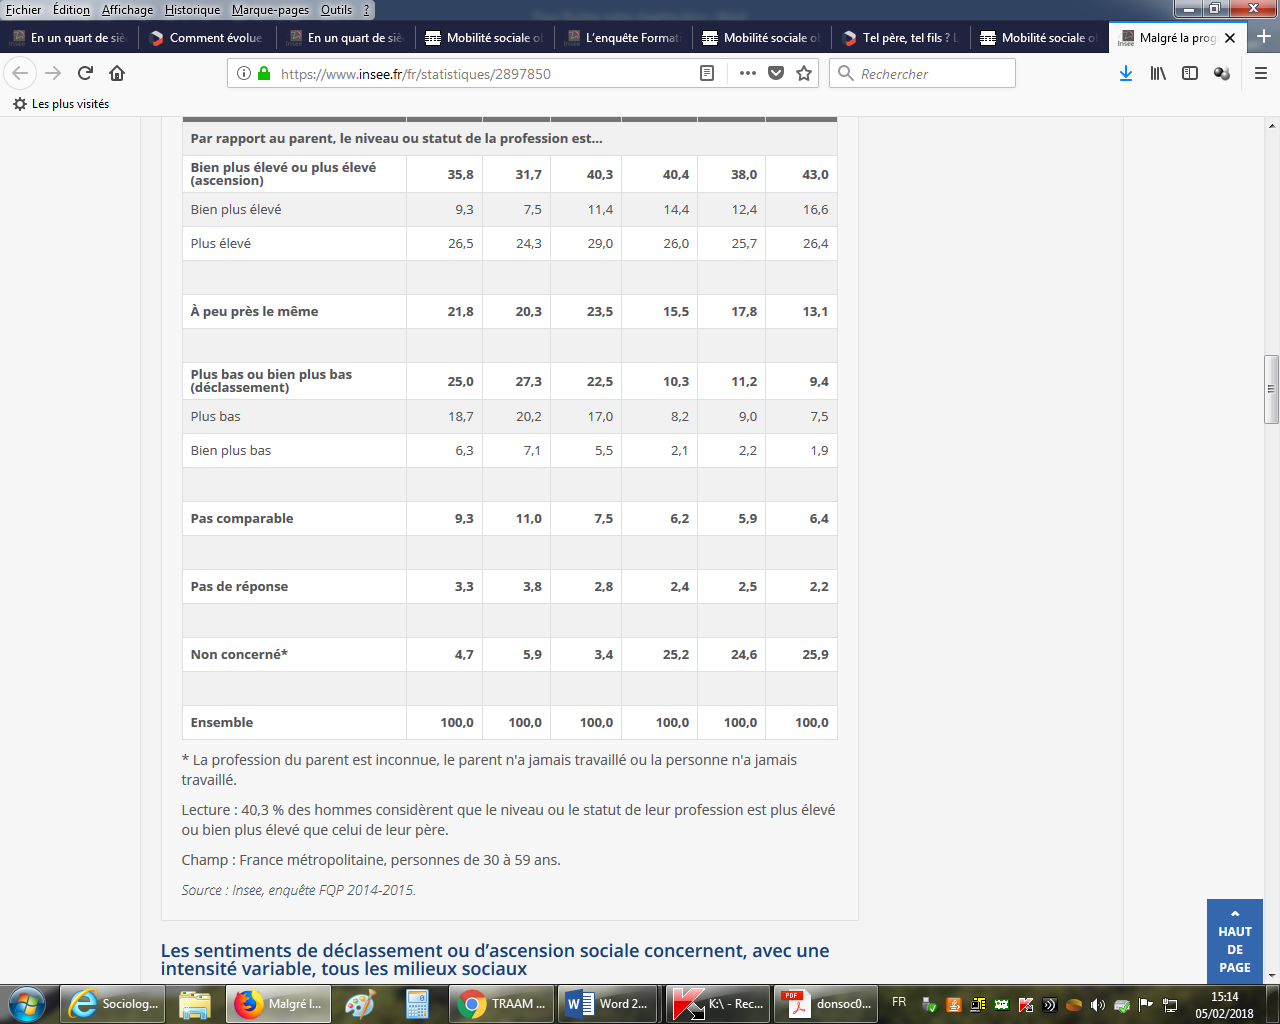 Fichier Édition Affichage Historique Marque-pages Outils ?
En un quart de siè Comment évolue En un quart de siè Mobilité sociale o L'enquête Format Mobilité sociale o Tel père, tel fils ? L Mobilité sociale o Malgré la prog
https://www.insee.fr/fr/statistiques/2897850 Rechercher
Les plus visités
Par rapport au parent, le niveau ou statut de la profession est...
Bien plus élevé ou plus élevé
(ascension) 35,8 31,7 40,3 40,4 38,0 43,0
Bien plus élevé 9,3 7,5 11,4 14,4 12,4 16,6
Plus élevé 26,5 24,3 29,0 26,0 25,7 26,4
À peu près le même 21,8 20,3 23,5 15,5 17,8 13,1
Plus bas ou bien plus bas
(déclassement) 25,0 27,3 22,5 10,3 11,2 9,4
Plus bas 18,7 20,2 17,0 8,2 9,0 7,5
Bien plus bas 6,3 7,1 5,5 2,1 2,2 1,9
Pas comparable 9,3 11,0 7,5 6,2 5,9 6,4
Pas de réponse 3,3 3,8 2,8 2,4 2,5 2,2
Non concerné* 4,7 5,9 3,4 25,2 24,6 25,9
Ensemble 100,0 100,0 100,0 100,0 100,0 100,0
* La profession du parent est inconnue, le parent n'a jamais travaillé ou la personne n'a jamais
travaillé.
Lecture : 40,3 % des hommes considèrent que le niveau ou le statut de leur profession est plus élevé
ou bien plus élevé que celui de leur père.
Champ : France métropolitaine, personnes de 30 à 59 ans.
Source : Insee, enquête FQP 2014-2015.
HAUT
DE
PAGE
Les sentiments de déclassement ou d'ascension sociale concernent, avec une
intensité variable, tous les milieux sociaux
Sociolog... Malgré l... TRAAM ... Word 2... K:\ - Rec... donsoc0... FR 15:14
05/02/2018